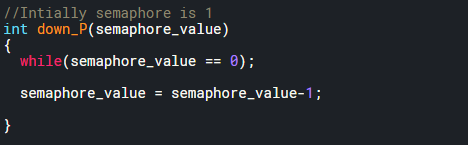 //Intially semaphore is 1
int down_P(semaphore_value)
{
  while(semaphore_value == 0);
  semaphore_value = semaphore_value-1;
}